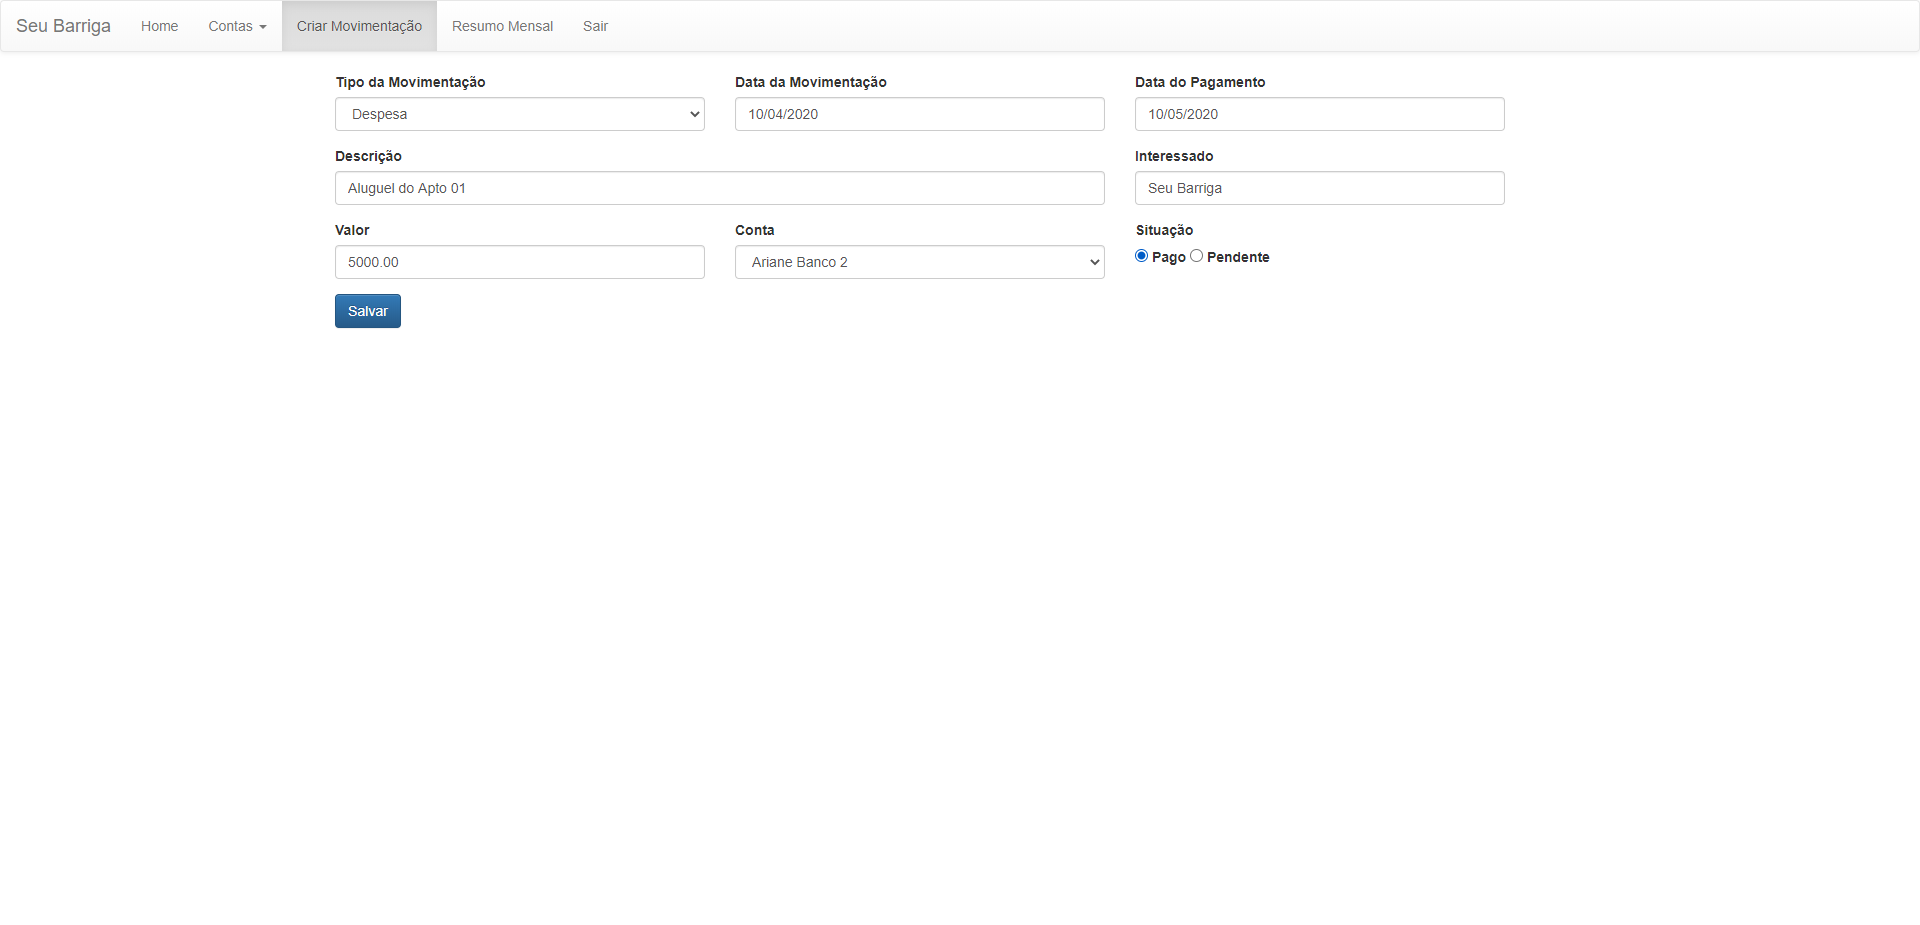 Seu Barriga Home Contas Criar Movimentação Resumo Mensal Sair
Tipo da Movimentação Data da Movimentação Data do Pagamento
Despesa 10/04/2020 10/05/2020
Descrição Interessado
Aluguel do Apto 01 Seu Barriga
Valor Conta Situação
5000.00 Ariane Banco 2 Pago Pendente
Salvar